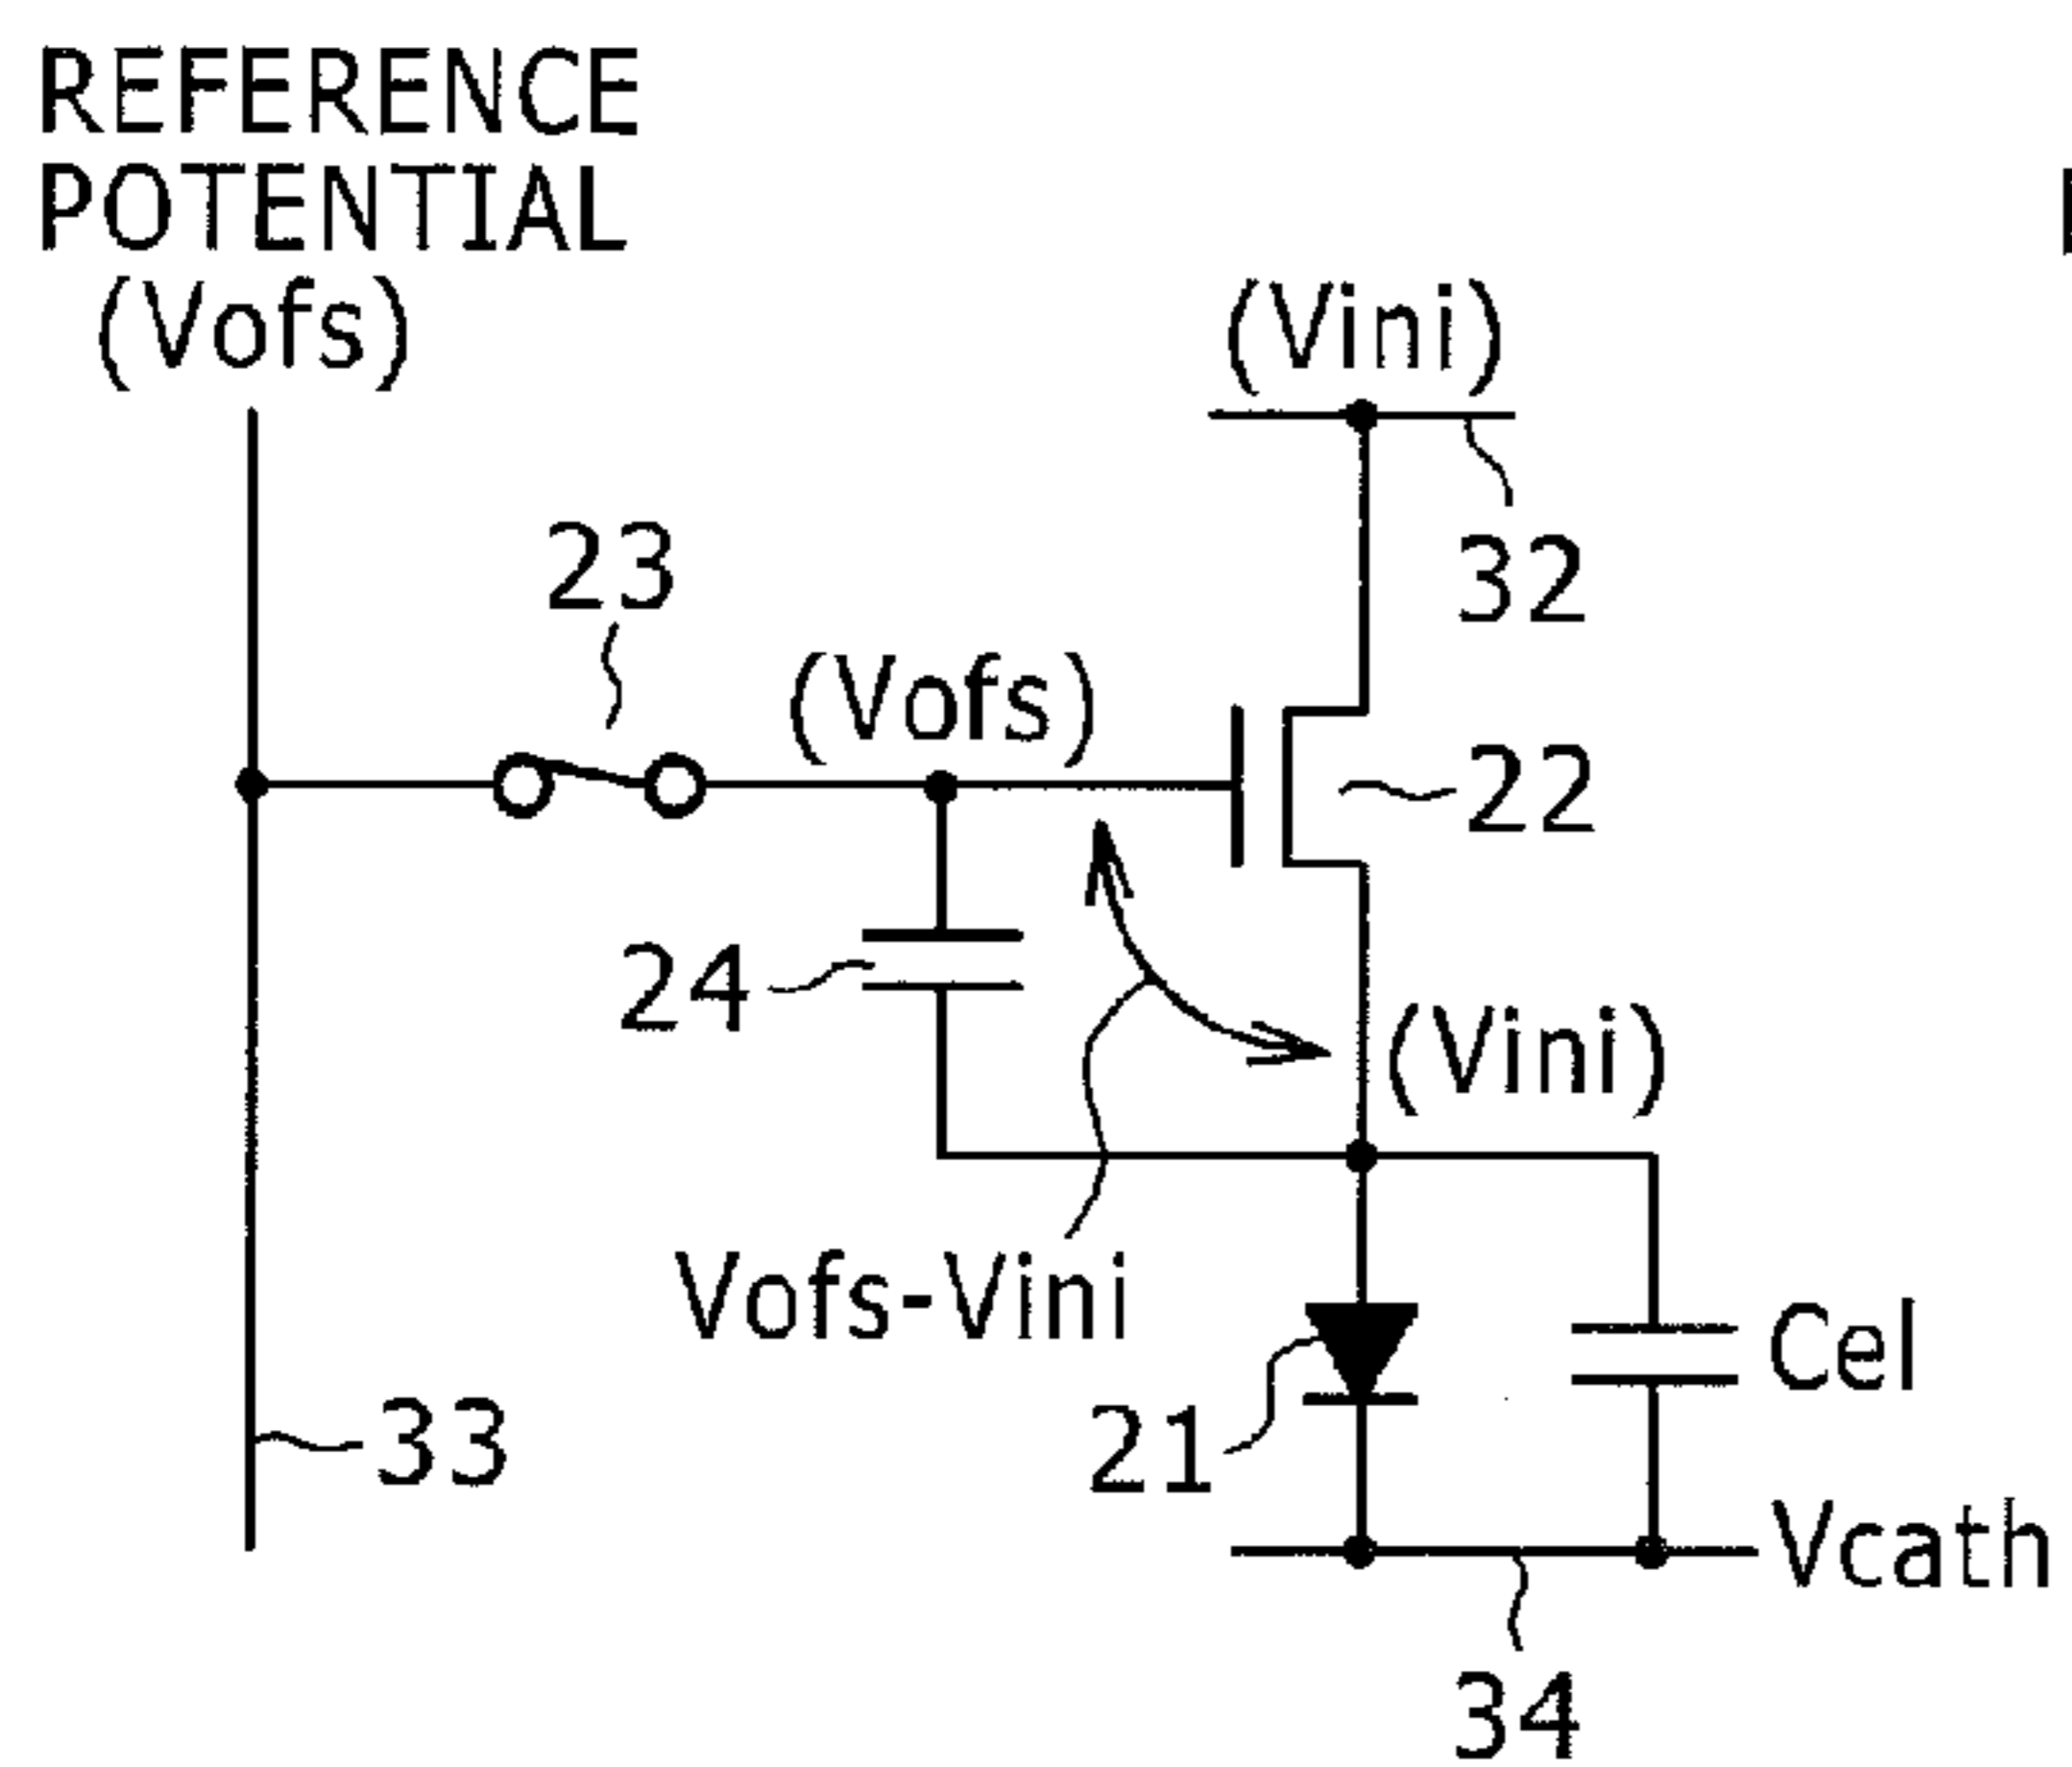 REFERENCE
POTENTIAL
(Vofs)
(Vini)
32
23
(Vofs)
22
24
(Vini)
Vofs-Vini
Cel
21
33
Vcath
34